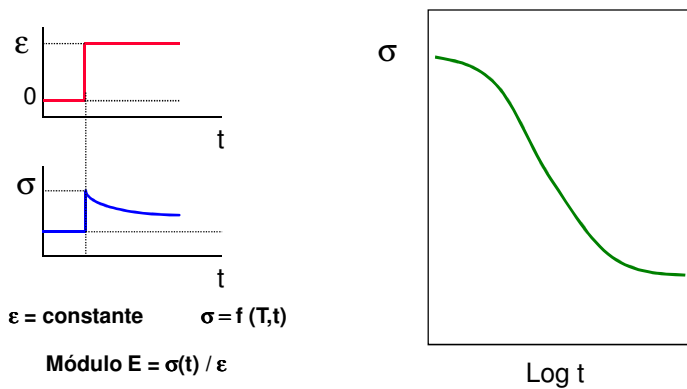 ε
0
t
σ
t
ε = constante σ = f (T,t)
Módulo E = σ(t) / ε
σ
Log t